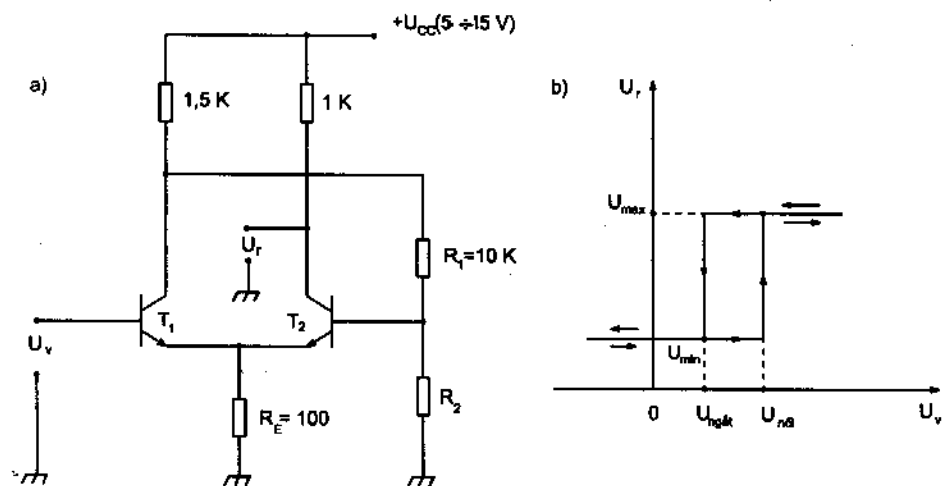 +U_CC(5 ÷15 V)
a)
1,5 K
1 K
U_r
R_1=10 K
T_1
T_2
U_v
R_2
R_E= 100
b)
U_r
U_max
U_min
0
U_ngắt
U_nối
U_v